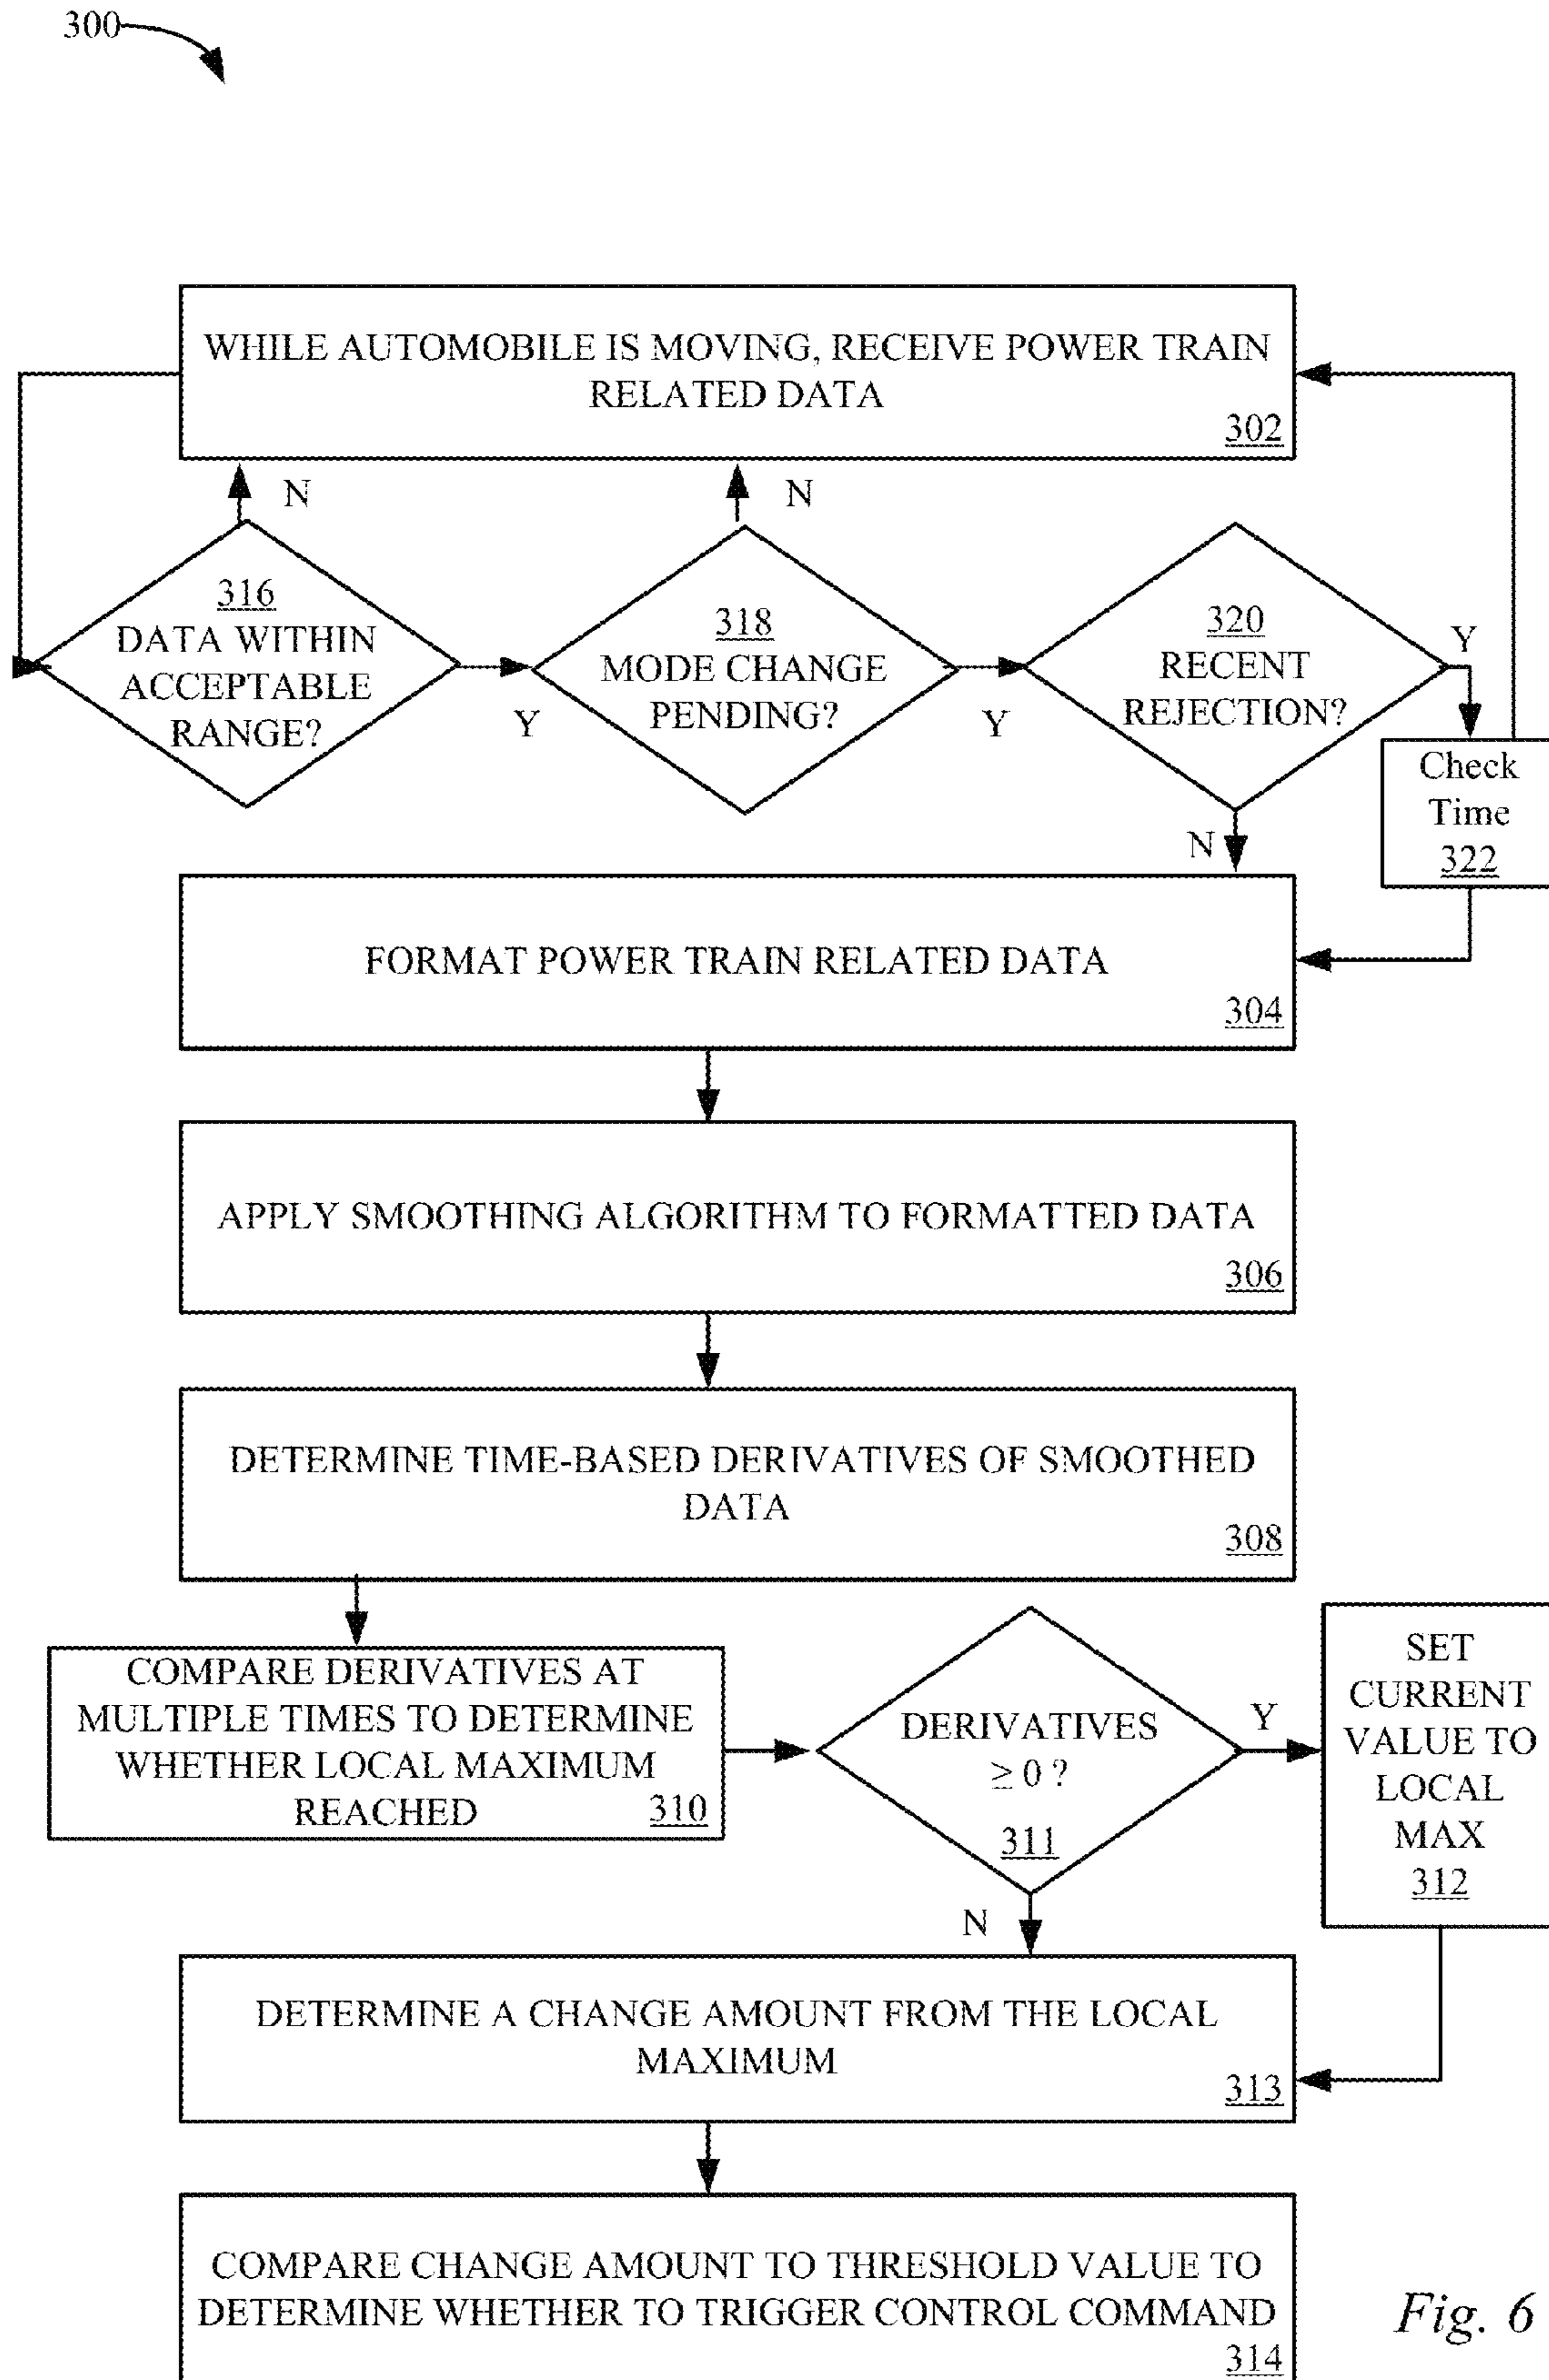 300
WHILE AUTOMOBILE IS MOVING, RECEIVE POWER TRAIN
RELATED DATA
302
N
N
316
DATA WITHIN
ACCEPTABLE
RANGE?
Y
318
MODE CHANGE
PENDING?
Y
320
RECENT
REJECTION?
Y
N
Check
Time
322
FORMAT POWER TRAIN RELATED DATA
304
APPLY SMOOTHING ALGORITHM TO FORMATTED DATA
306
DETERMINE TIME-BASED DERIVATIVES OF SMOOTHED
DATA
308
COMPARE DERIVATIVES AT
MULTIPLE TIMES TO DETERMINE
WHETHER LOCAL MAXIMUM
REACHED
310
DERIVATIVES
≥ 0 ?
311
Y
N
SET
CURRENT
VALUE TO
LOCAL
MAX
312
DETERMINE A CHANGE AMOUNT FROM THE LOCAL
MAXIMUM
313
COMPARE CHANGE AMOUNT TO THRESHOLD VALUE TO
DETERMINE WHETHER TO TRIGGER CONTROL COMMAND
314
Fig. 6